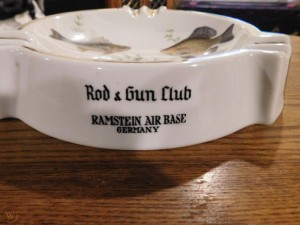 Rod & Gun Club
RAMSTEIN AIR BASE
GERMANY